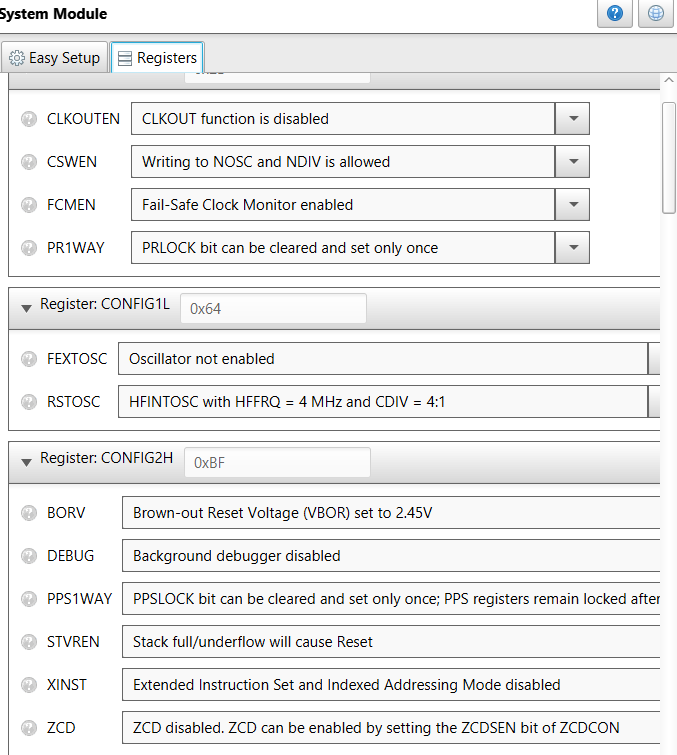 System Module
Easy Setup
Registers
CLKOUTEN CLKOUT function is disabled
CSWEN Writing to NOSC and NDIV is allowed
FCMEN Fail-Safe Clock Monitor enabled
PR1WAY PRLOCK bit can be cleared and set only once
Register: CONFIG1L 0x64
FEXTOSC Oscillator not enabled
RSTOSC HFINTOSC with HFFRQ = 4 MHz and CDIV = 4:1
Register: CONFIG2H 0xBF
BORV Brown-out Reset Voltage (VBOR) set to 2.45V
DEBUG Background debugger disabled
PPS1WAY PPSLOCK bit can be cleared and set only once; PPS registers remain locked after
STVREN Stack full/underflow will cause Reset
XINST Extended Instruction Set and Indexed Addressing Mode disabled
ZCD ZCD disabled. ZCD can be enabled by setting the ZCDSEN bit of ZCDCON